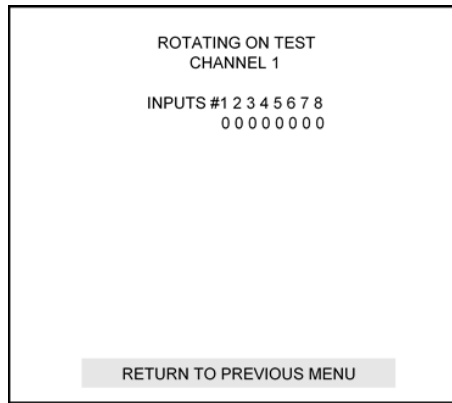 ROTATING ON TEST
CHANNEL 1
INPUTS #1 2 3 4 5 6 7 8
0 0 0 0 0 0 0 0
RETURN TO PREVIOUS MENU